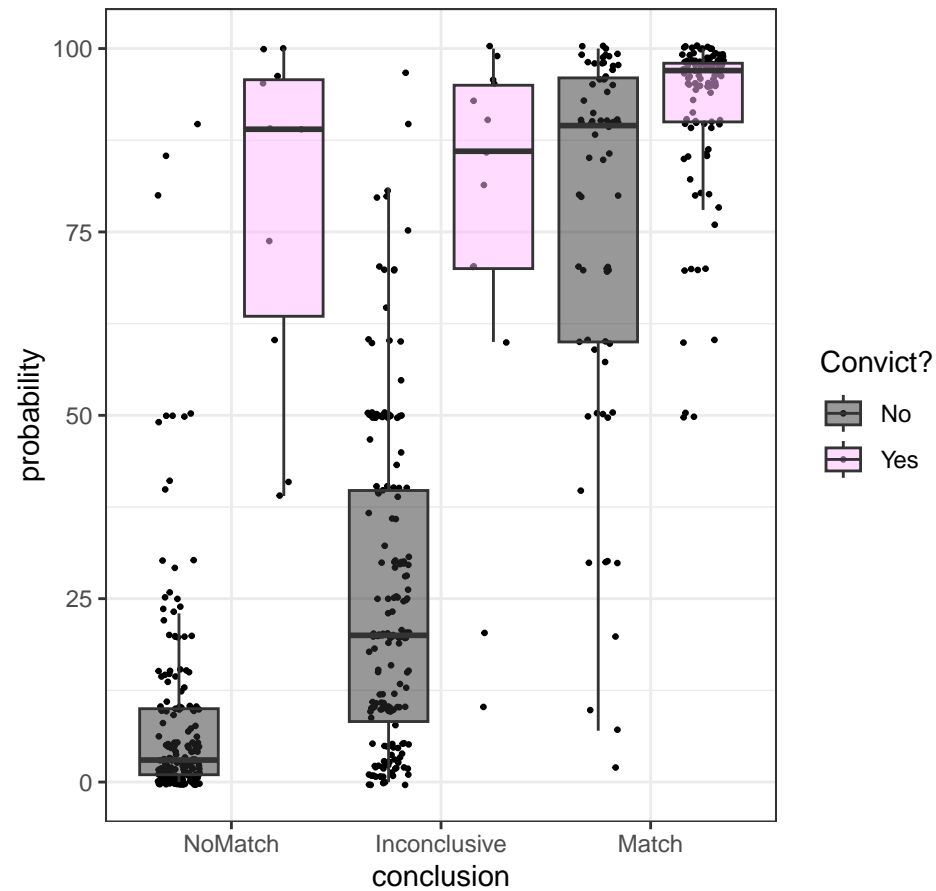 100
75
50
25
0
probability
NoMatch
Inconclusive
Match
conclusion
Convict?
No
Yes